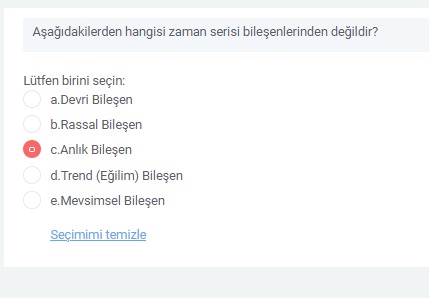 Aşağıdakilerden hangisi zaman serisi bileşenlerinden değildir?
Lütfen birini seçin:
a.Devri Bileşen
b.Rassal Bileşen
c.Anlık Bileşen
d.Trend (Eğilim) Bileşen
e.Mevsimsel Bileşen
Seçimimi temizle